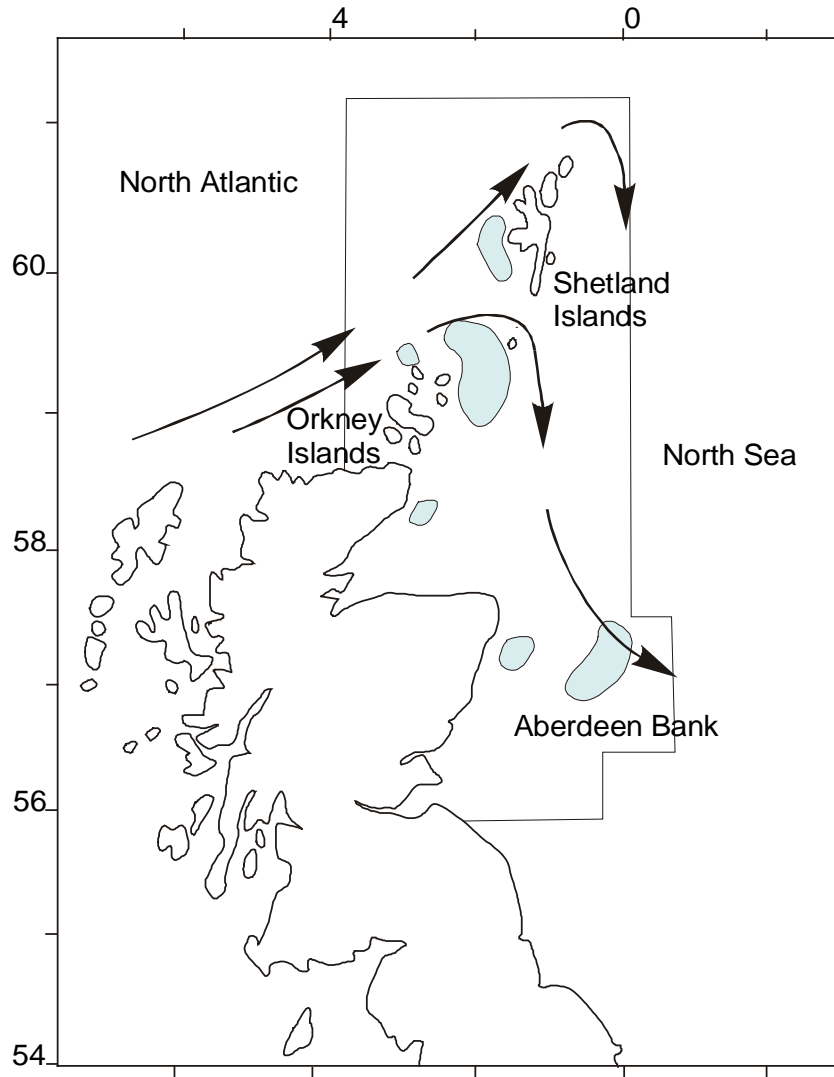 4 0
North Atlantic
60
Shetland
Islands
Orkney
Islands
North Sea
58
Aberdeen Bank
56
54